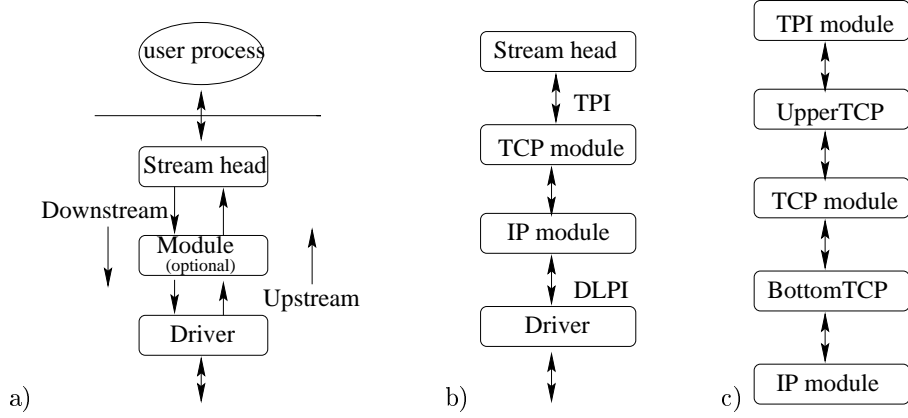 user process
Stream head
Downstream
Module
(optional)
Upstream
Driver
a)
Stream head
TPI
TCP module
IP module
DLPI
Driver
b)
TPI module
UpperTCP
TCP module
BottomTCP
IP module
c)